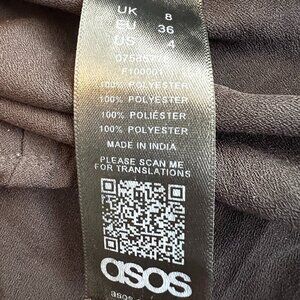 UK 8
EU 36
US 4
F100001
100% POLYESTER
100% POLYESTER
100% POLIÉSTER
100% POLYESTER
MADE IN INDIA
PLEASE SCAN ME
FOR TRANSLATIONS
asos